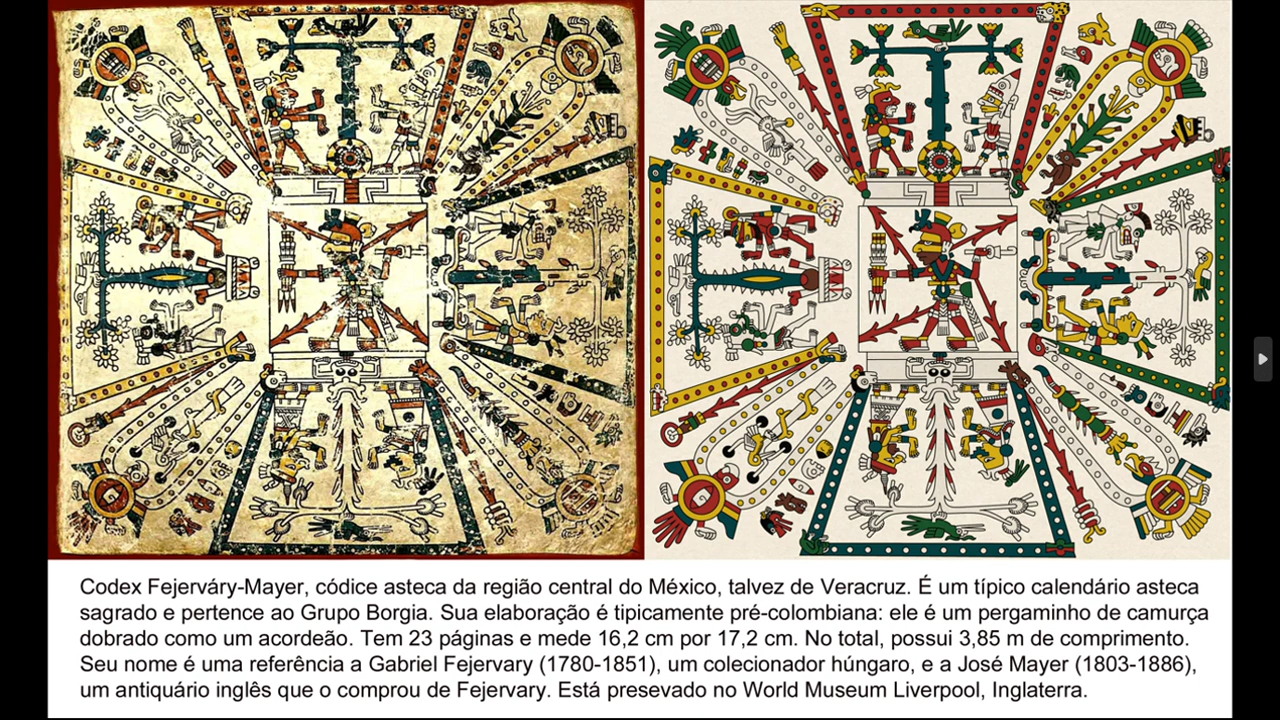 Codex Fejerváry-Mayer, códice asteca da região central do México, talvez de Veracruz. É um típico calendário asteca
sagrado e pertence ao Grupo Borgia. Sua elaboração é tipicamente pré-colombiana: ele é um pergaminho de camurça
dobrado como um acordeão. Tem 23 páginas e mede 16,2 cm por 17,2 cm. No total, possui 3,85 m de comprimento.
Seu nome é uma referência a Gabriel Fejervary (1780-1851), um colecionador húngaro, e a José Mayer (1803-1886),
um antiquário inglês que o comprou de Fejervary. Está presevado no World Museum Liverpool, Inglaterra.